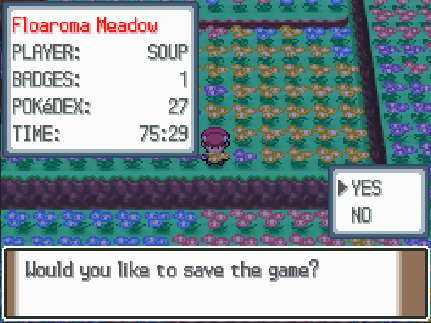 Floaroma Meadow
PLAYER: SOUP
BADGES: 1
POKéDEX: 27
TIME: 75:29
YES
NO
Would you like to save the game?